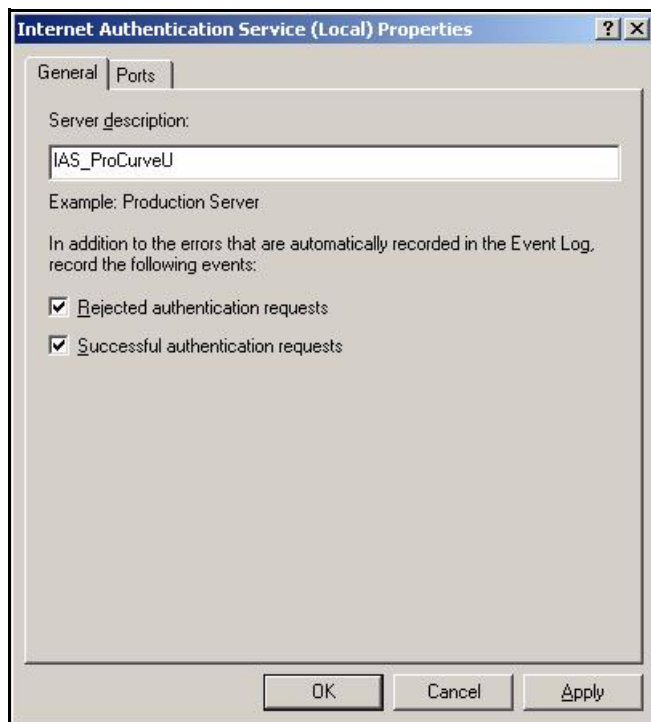 Internet Authentication Service (Local) Properties
General
Ports
Server description:
IAS_ProCurveU
Example: Production Server
In addition to the errors that are automatically recorded in the Event Log,
record the following events:
Rejected authentication requests
Successful authentication requests
OK
Cancel
Apply